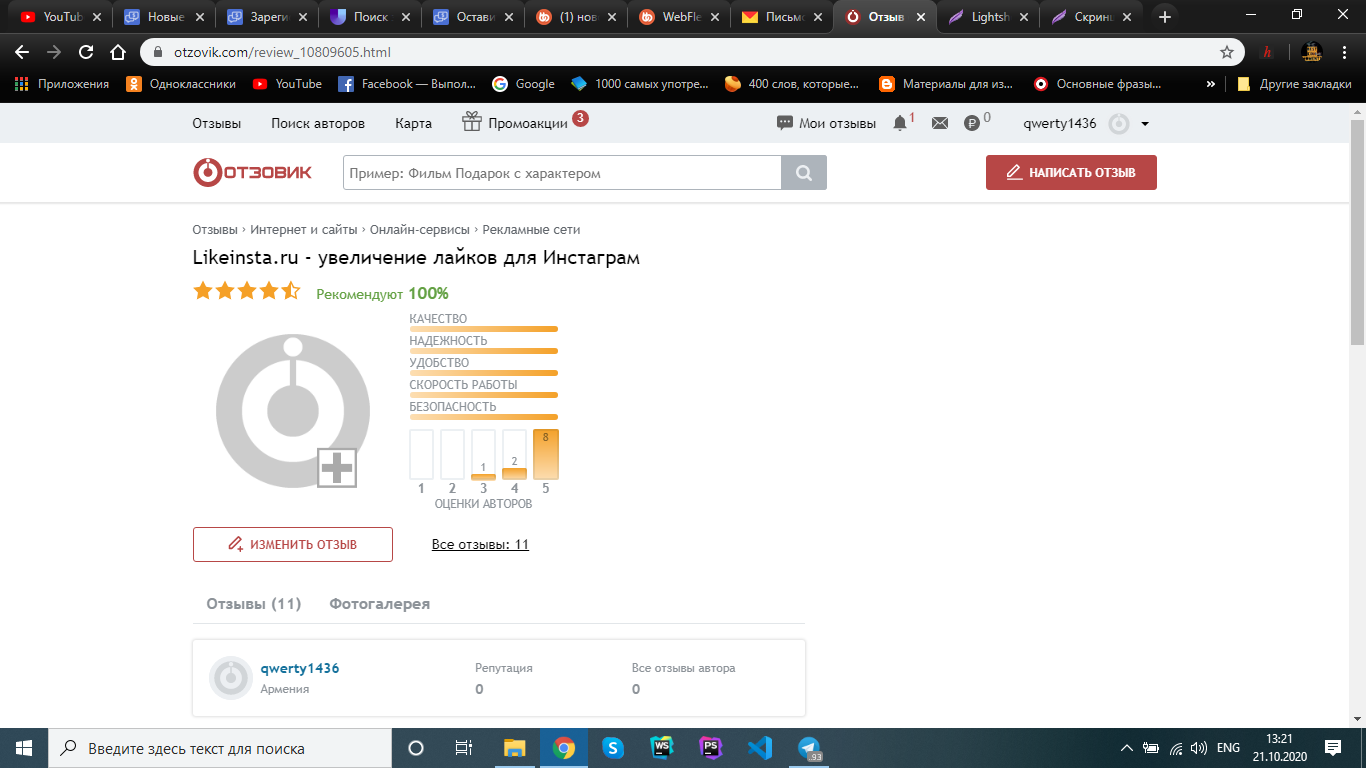 YouTub
Новые
Зареги
Поиск
Остави
(1) нов
WebFle
Письмо
Отзыв
Lightsh
Скринш
otzovik.com/review_10809605.html
Приложения
Одноклассники
YouTube
Facebook — Выпол...
Google
1000 самых употре...
400 слов, которые...
Материалы для из...
Основные фразы...
»
Другие закладки
Отзывы
Поиск авторов
Карта
Промоакции 3
Мои отзывы
1
0
qwerty1436
ОТЗОВИК
Пример: Фильм Подарок с характером
НАПИСАТЬ ОТЗЫВ
Отзывы › Интернет и сайты › Онлайн-сервисы › Рекламные сети
Likeinsta.ru - увеличение лайков для Инстаграм
Рекомендуют 100%
КАЧЕСТВО
НАДЕЖНОСТЬ
УДОБСТВО
СКОРОСТЬ РАБОТЫ
БЕЗОПАСНОСТЬ
1 2 8
1 2 3 4 5
ОЦЕНКИ АВТОРОВ
ИЗМЕНИТЬ ОТЗЫВ
Все отзывы: 11
Отзывы (11)
Фотогалерея
qwerty1436
Армения
Репутация
0
Все отзывы автора
0
Введите здесь текст для поиска
WS
PS
93
ENG
13:21
21.10.2020